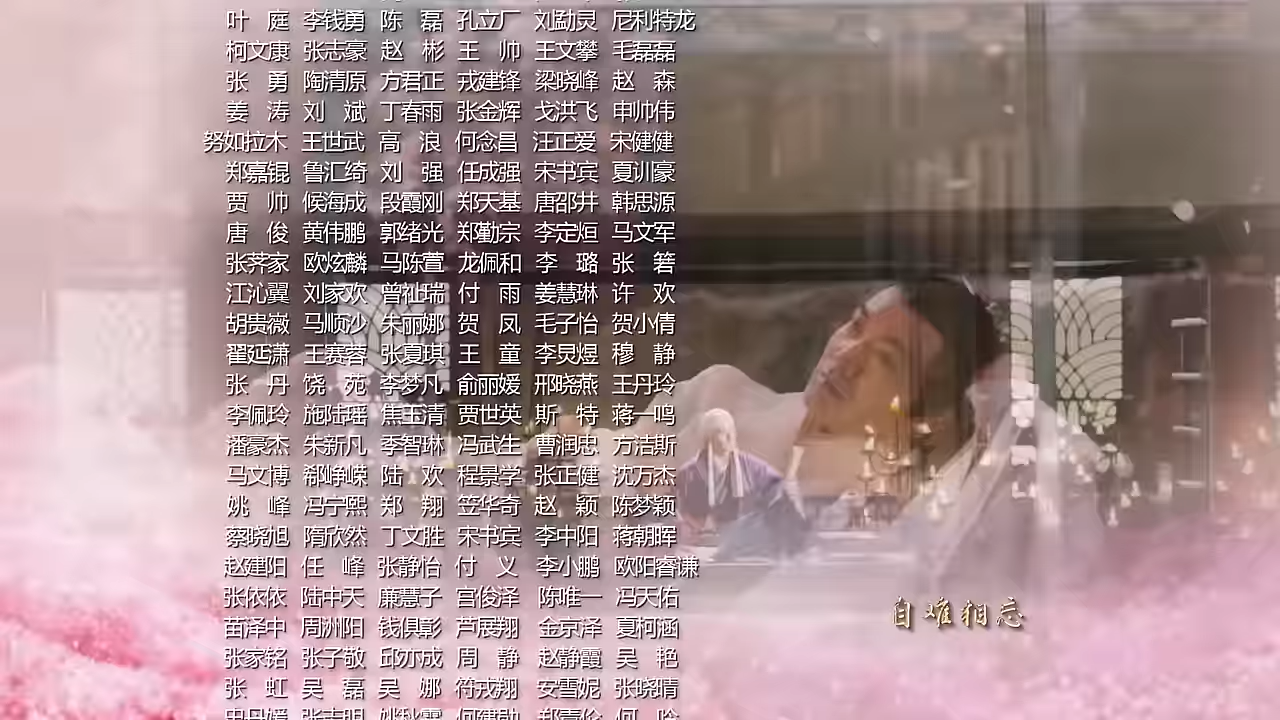 叶庭 李钱勇 陈磊 孔立厂 刘勐灵 尼利特龙
柯文康 张志豪 赵彬 王帅 王文攀 毛磊磊
张勇 陶清原 方君正 戎建锋 梁晓峰 赵森
姜涛 刘斌 丁春雨 张金辉 戈洪飞 申帅伟
努如拉木 王世武 高浪 何念昌 汪正爱 宋健健
郑嘉锟 鲁汇绮 刘强 任成强 宋书宾 夏训豪
贾帅 候海成 段霞刚 郑天基 唐邵井 韩思源
唐俊 黄伟鹏 郭绪光 郑勤宗 李定烜 马文军
张荠家 欧炫麟 马陈萱 龙佩和 李璐 张箬
江沁翼 刘家欢 曾祉瑞 付雨 姜慧琳 许欢
胡贵薇 马顺沙 朱丽娜 贺凤 毛子怡 贺小倩
翟延潇 王赛蓉 张夏琪 王童 李炅煜 穆静
张丹 饶苑 李梦凡 俞丽媛 邢晓燕 王丹玲
李佩玲 施陆瑶 焦玉清 贾世英 斯特 蒋一鸣
潘豪杰 朱新凡 季智琳 冯武生 曹润忠 方洁斯
马文博 郗峥嵘 陆欢 程景学 张正健 沈万杰
姚峰 冯宁熙 郑翔 笠华奇 赵颖 陈梦颖
蔡晓旭 隋欣然 丁文胜 宋书宾 李中阳 蒋朝晖
赵建阳 任峰 张静怡 付义 李小鹏 欧阳睿谦
张依依 陆中天 廉慧子 宫俊泽 陈唯一 冯天佑
自难相忘
苗泽中 周洲阳 钱俱彰 芦展翔 金京泽 夏柯涵
张家铭 张子敬 邱亦成 周静 赵静霞 吴艳
张虹 吴磊 吴娜 符戎翔 安雪妮 张晓晴